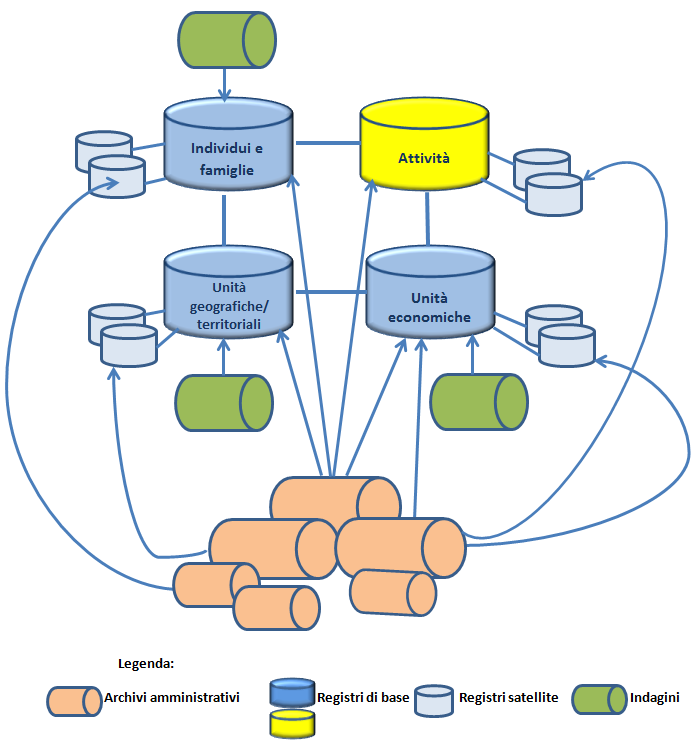 Individui e
famiglie
Attività
Unità
geografiche/
territoriali
Unità
economiche
Legenda:
Archivi amministrativi
Registri di base
Registri satellite
Indagini